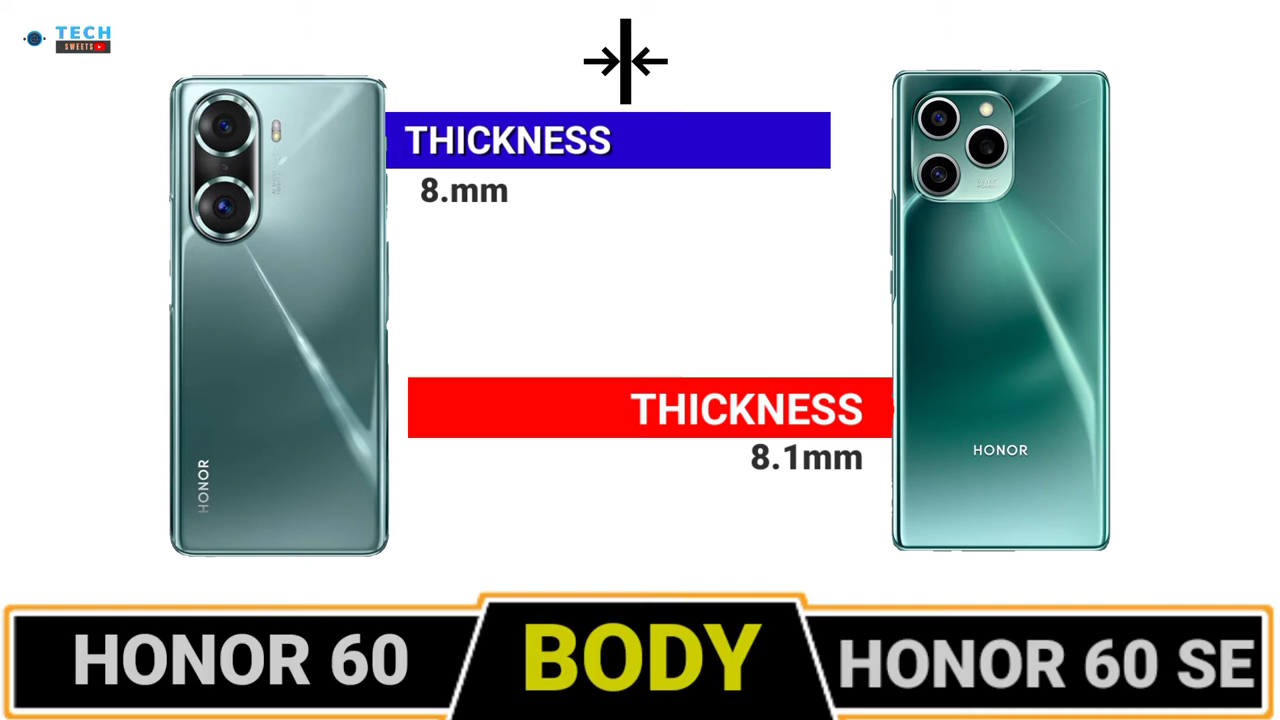 TECH
SWEETS
THICKNESS
8.mm
THICKNESS
8.1mm
HONOR
HONOR
HONOR 60
BODY
HONOR 60 SE